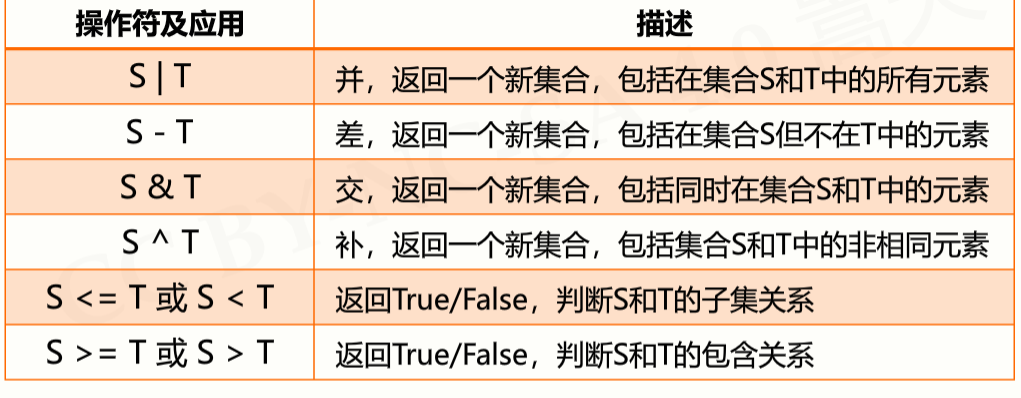 操作符及应用 描述
S | T 并，返回一个新集合，包括在集合S和T中的所有元素
S - T 差，返回一个新集合，包括在集合S但不在T中的元素
S & T 交，返回一个新集合，包括同时在集合S和T中的元素
S ^ T 补，返回一个新集合，包括集合S和T中的非相同元素
S <= T 或 S < T 返回True/False，判断S和T的子集关系
S >= T 或 S > T 返回True/False，判断S和T的包含关系